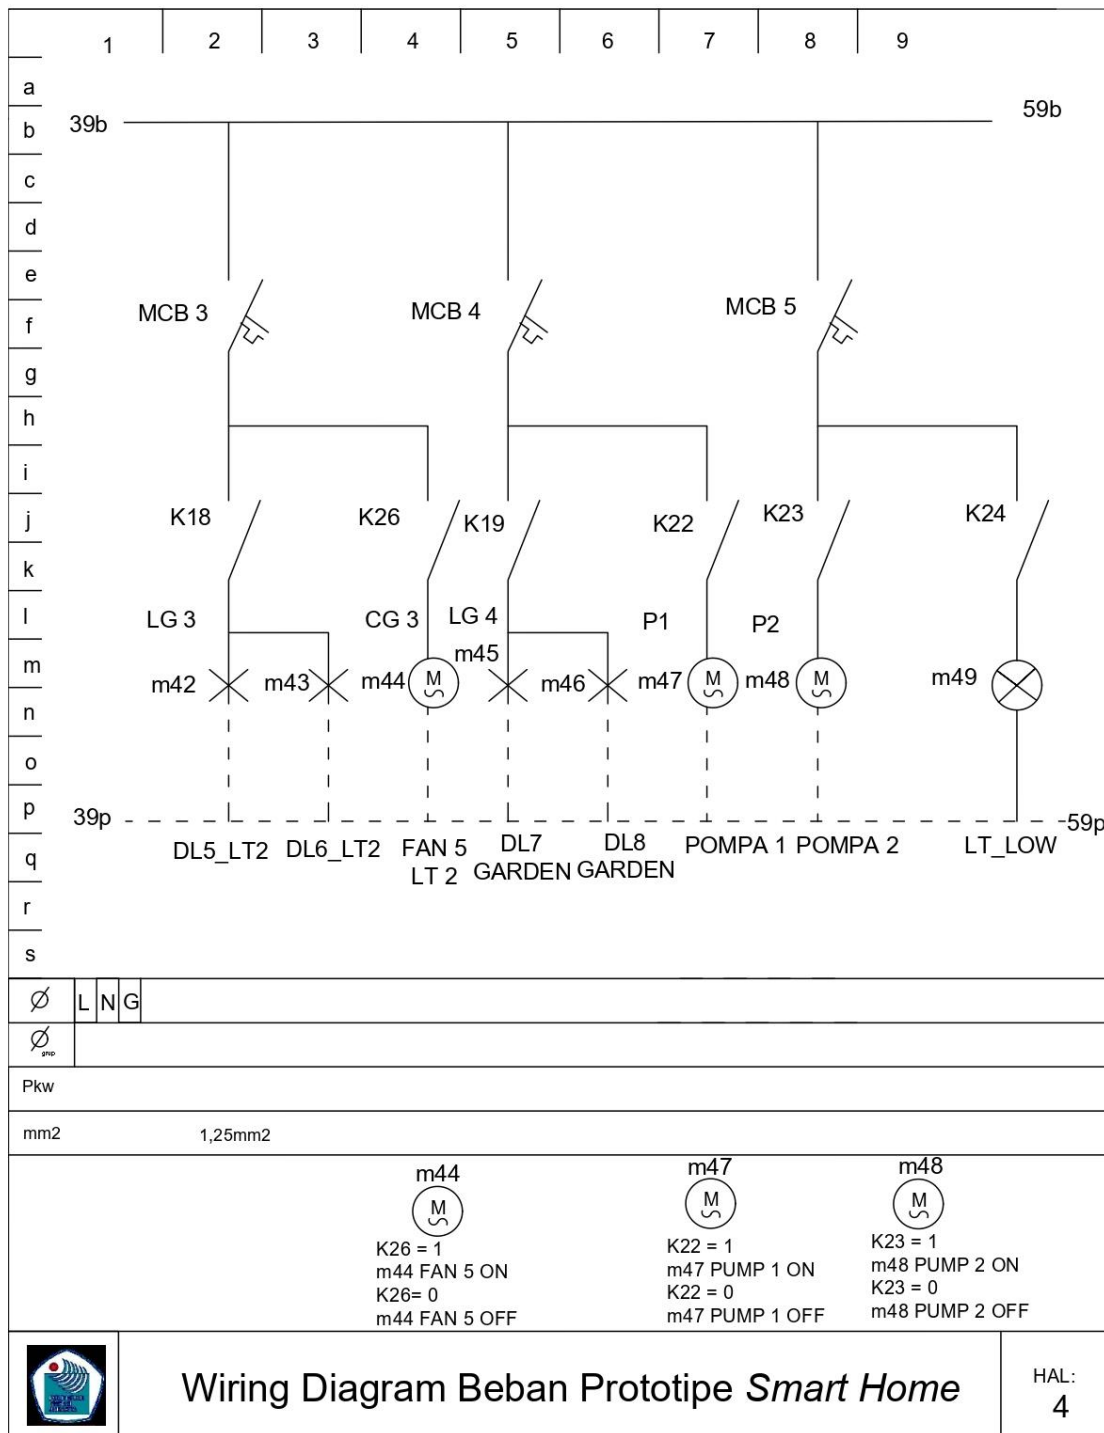 1 2 3 4 5 6 7 8 9
a
b
c
d
e
f
g
h
i
j
k
l
m
n
o
p
q
r
s
39b 59b
MCB 3 MCB 4 MCB 5
K18 K26 K19 K22 K23 K24
LG 3 CG 3 LG 4 P1 P2
m42 m43 m44 m45 m46 m47 m48 m49
M M M
39p 59p
DL5_LT2 DL6_LT2 FAN 5 DL7 DL8 POMPA 1 POMPA 2 LT_LOW
LT 2 GARDEN GARDEN
Ø L N G
Ø grup
Pkw
mm2 1,25mm2
m44
M
K26 = 1
m44 FAN 5 ON
K26= 0
m44 FAN 5 OFF
m47
M
K22 = 1
m47 PUMP 1 ON
K22 = 0
m47 PUMP 1 OFF
m48
M
K23 = 1
m48 PUMP 2 ON
K23 = 0
m48 PUMP 2 OFF
Wiring Diagram Beban Prototipe Smart Home
HAL:
4